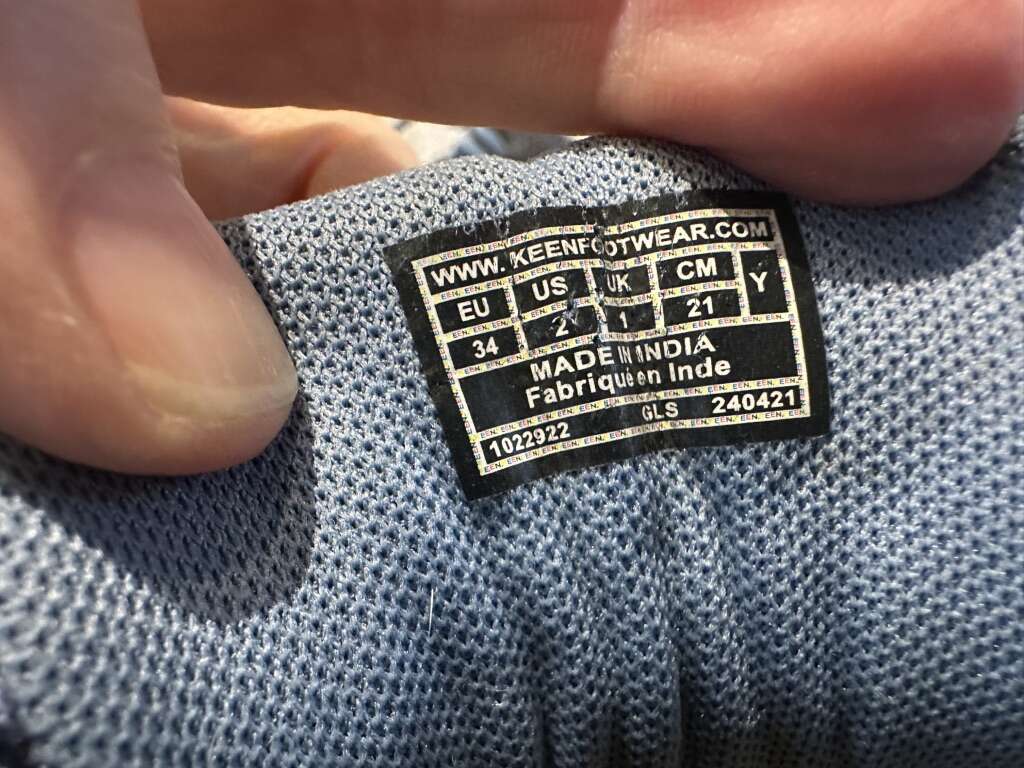 WWW.KEENFOOTWEAR.COM
EU US UK CM Y
34 2 1 21
MADE IN INDIA
Fabriqué en Inde
1022922 GLS 240421